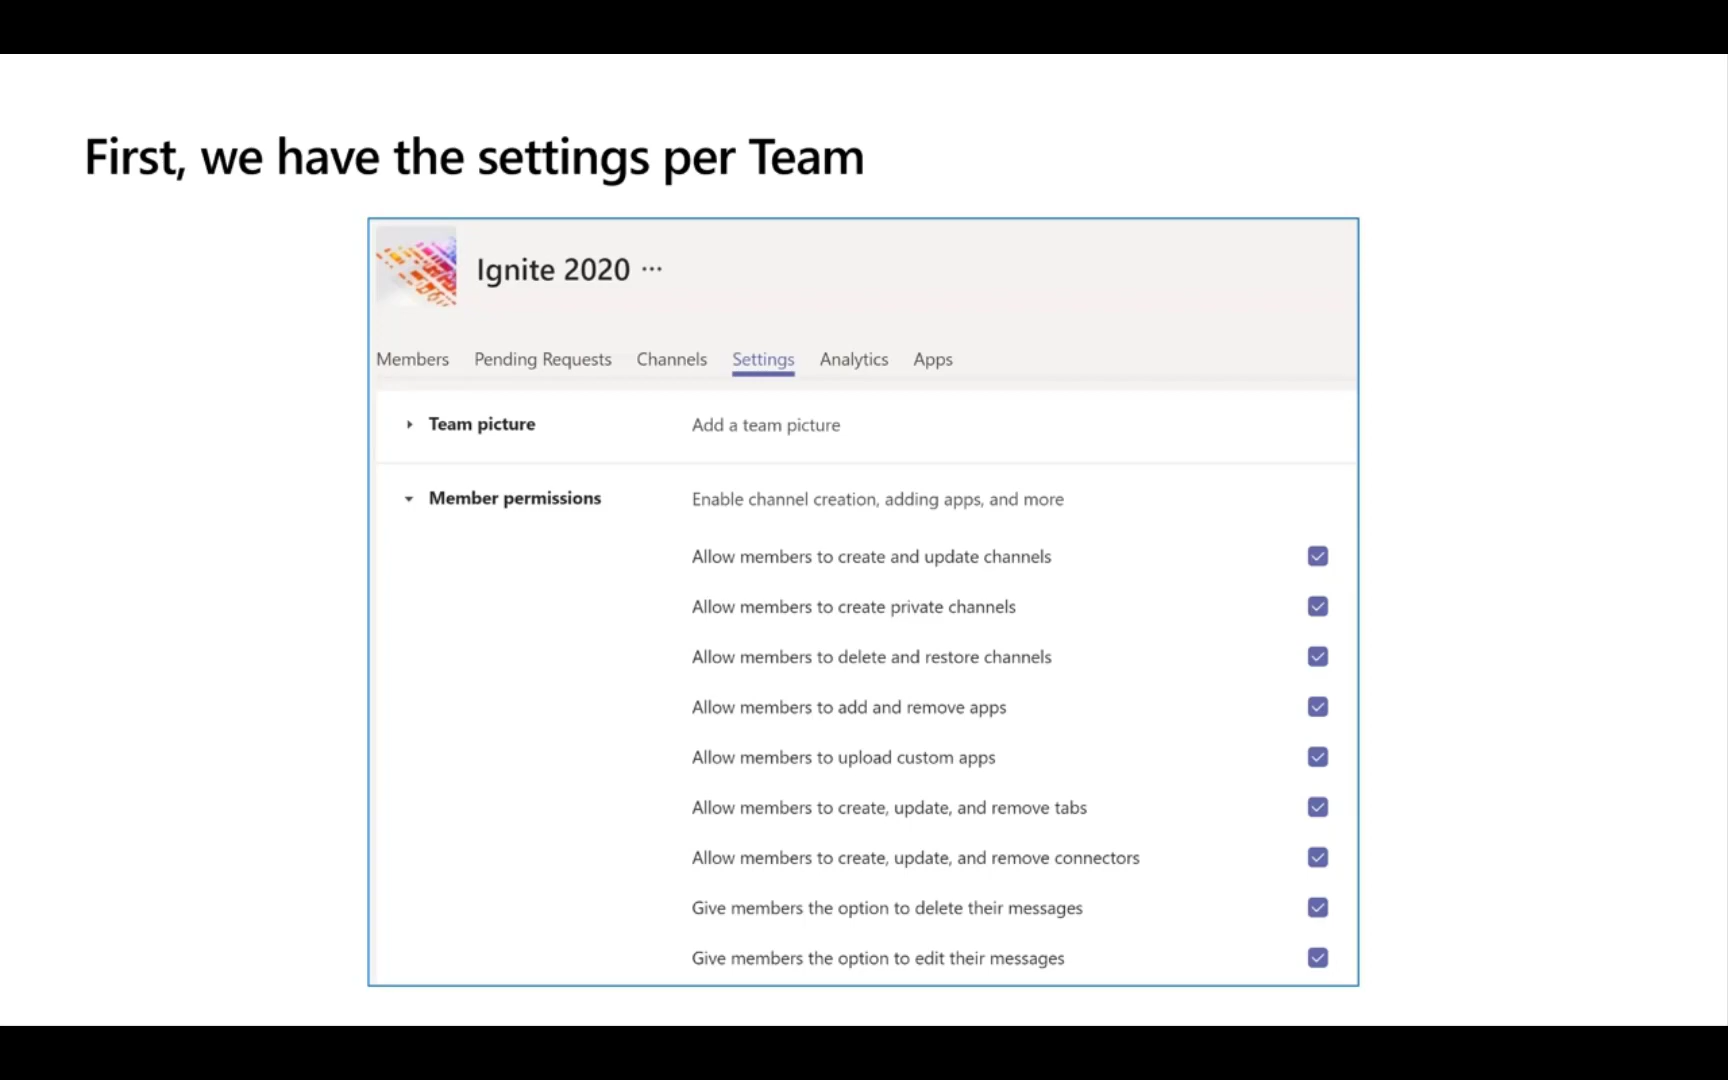 First, we have the settings per Team
Ignite 2020 ...
Members Pending Requests Channels Settings Analytics Apps
Team picture Add a team picture
Member permissions Enable channel creation, adding apps, and more
Allow members to create and update channels
Allow members to create private channels
Allow members to delete and restore channels
Allow members to add and remove apps
Allow members to upload custom apps
Allow members to create, update, and remove tabs
Allow members to create, update, and remove connectors
Give members the option to delete their messages
Give members the option to edit their messages